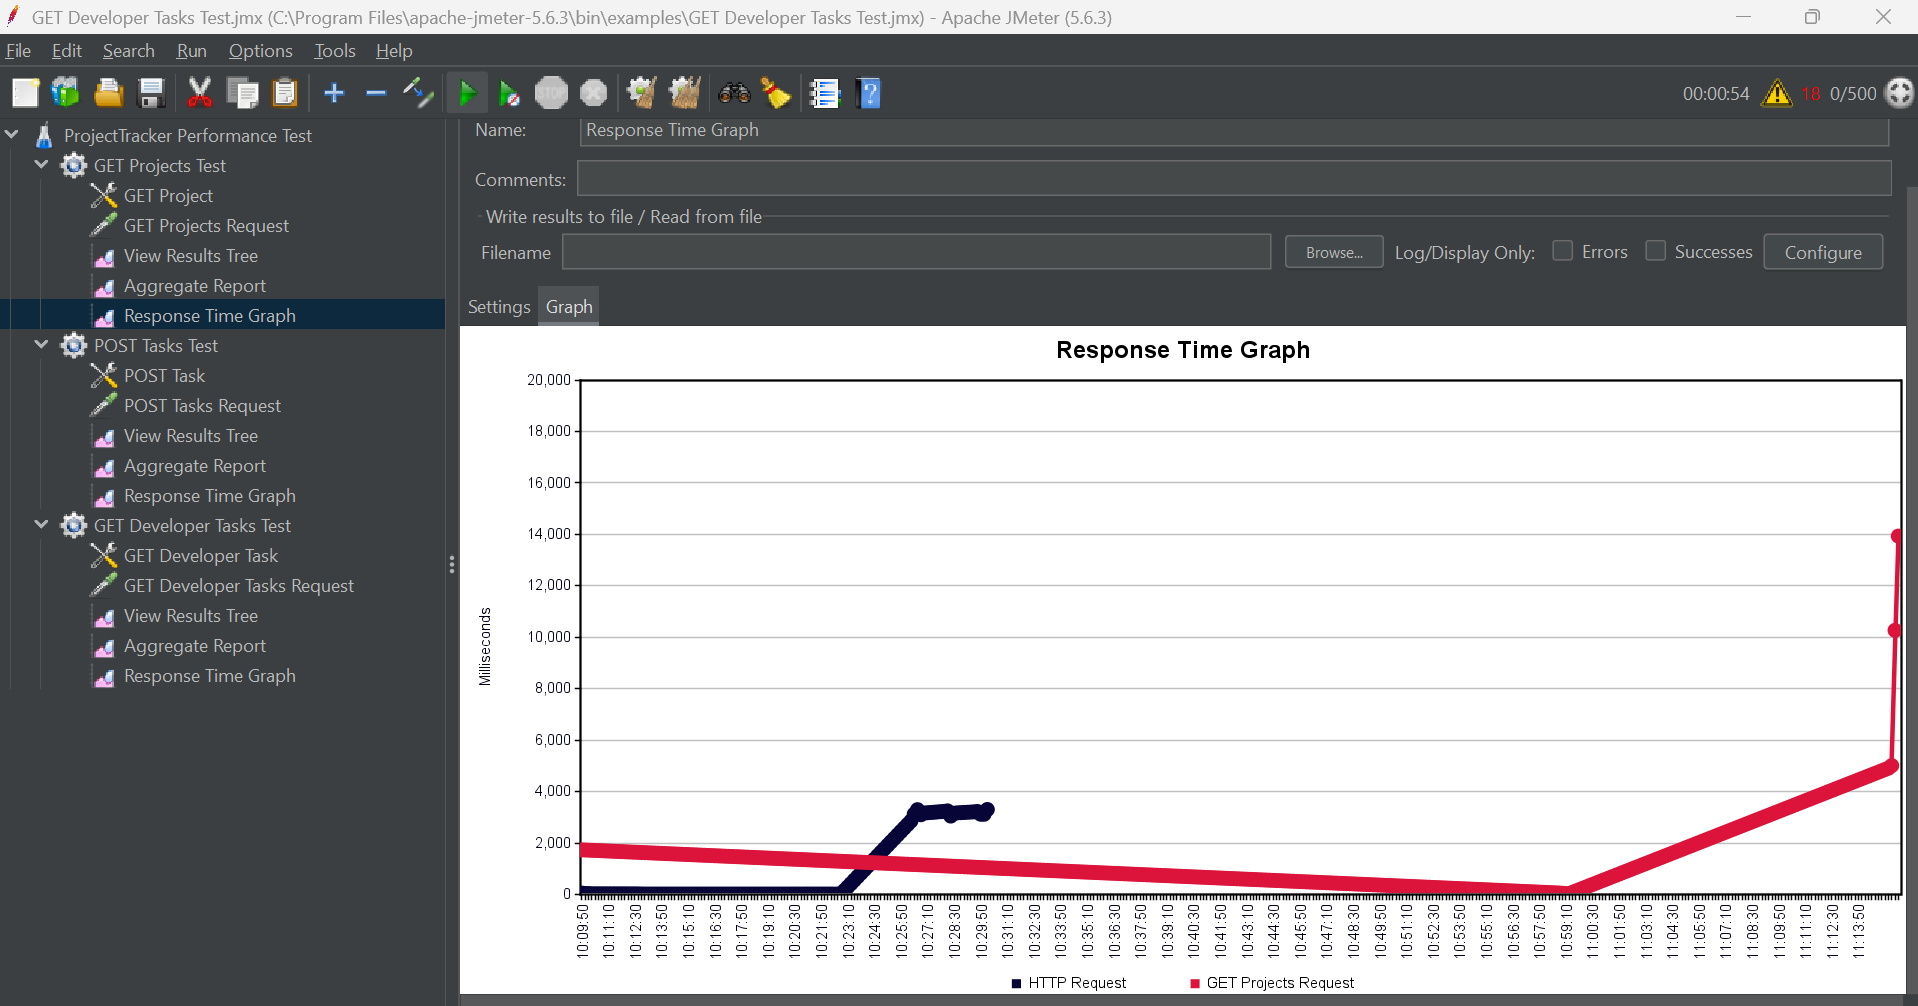 GET Developer Tasks Test.jmx (C:\Program Files\apache-jmeter-5.6.3\bin\examples\GET Developer Tasks Test.jmx) - Apache JMeter (5.6.3)
File Edit Search Run Options Tools Help
STOP
00:00:54 18 0/500
ProjectTracker Performance Test
GET Projects Test
GET Project
GET Projects Request
View Results Tree
Aggregate Report
Response Time Graph
POST Tasks Test
POST Task
POST Tasks Request
View Results Tree
Aggregate Report
Response Time Graph
GET Developer Tasks Test
GET Developer Task
GET Developer Tasks Request
View Results Tree
Aggregate Report
Response Time Graph
Name: Response Time Graph
Comments:
Write results to file / Read from file
Filename Browse... Log/Display Only: Errors Successes Configure
Settings Graph
Response Time Graph
Milliseconds
20,000
18,000
16,000
14,000
12,000
10,000
8,000
6,000
4,000
2,000
0
10:09:50 10:11:10 10:12:30 10:13:50 10:15:10 10:16:30 10:17:50 10:19:10 10:20:30 10:21:50 10:23:10 10:24:30 10:25:50 10:27:10 10:28:30 10:29:50 10:31:10 10:32:30 10:33:50 10:35:10 10:36:30 10:37:50 10:39:10 10:40:30 10:41:50 10:43:10 10:44:30 10:45:50 10:47:10 10:48:30 10:49:50 10:51:10 10:52:30 10:53:50 10:55:10 10:56:30 10:57:50 10:59:10 11:00:30 11:01:50 11:03:10 11:04:30 11:05:50 11:07:10 11:08:30 11:09:50 11:11:10 11:12:30 11:13:50
HTTP Request GET Projects Request